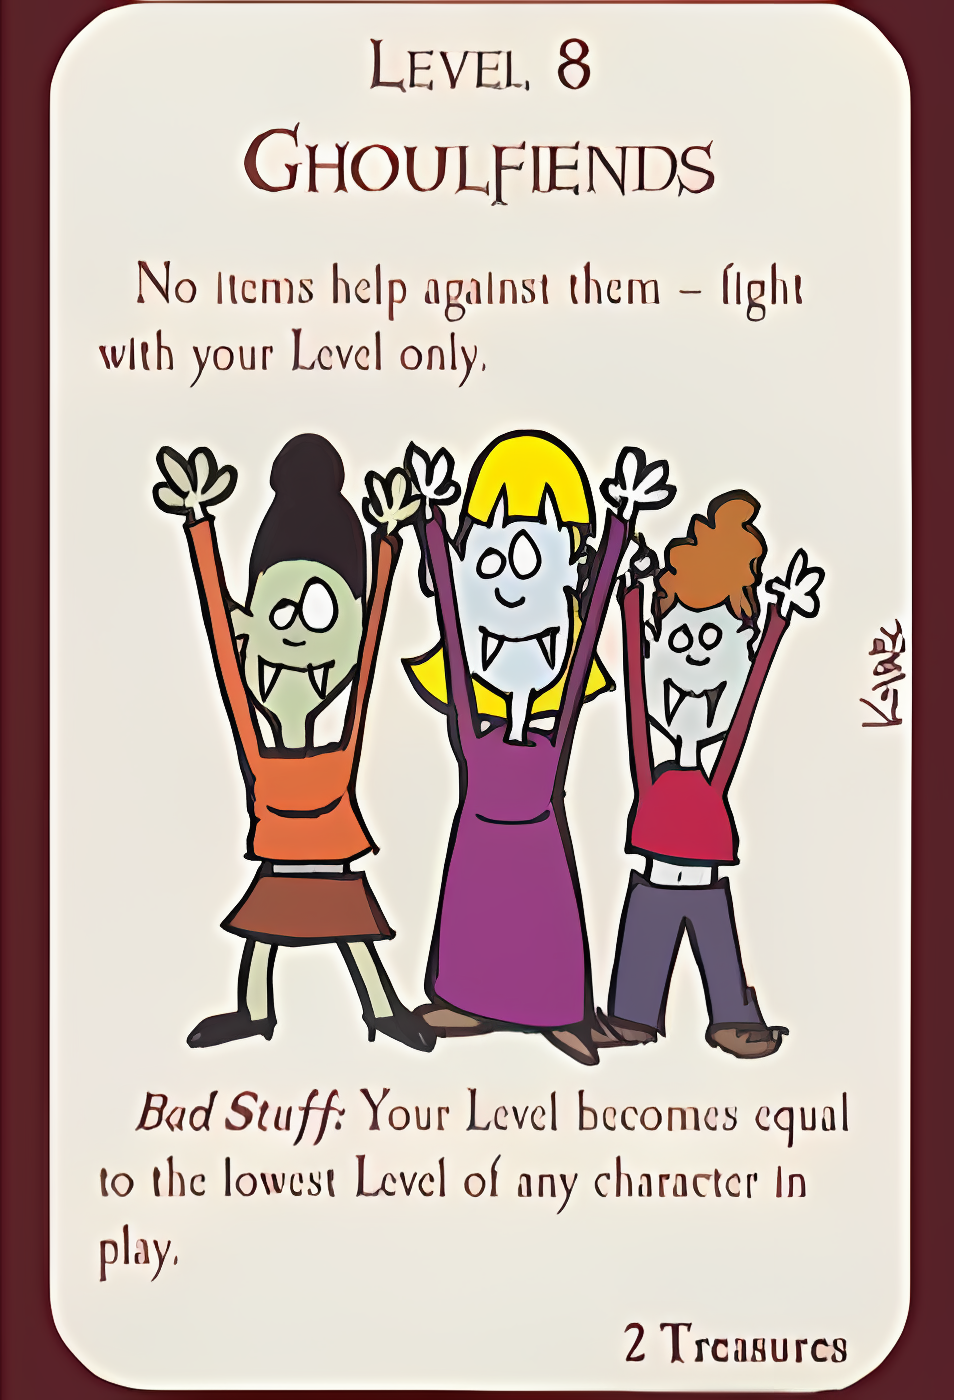 Level 8
Ghoulfiends
No items help against them – fight
with your Level only.
Bad Stuff: Your Level becomes equal
to the lowest Level of any character in
play.
2 Treasures